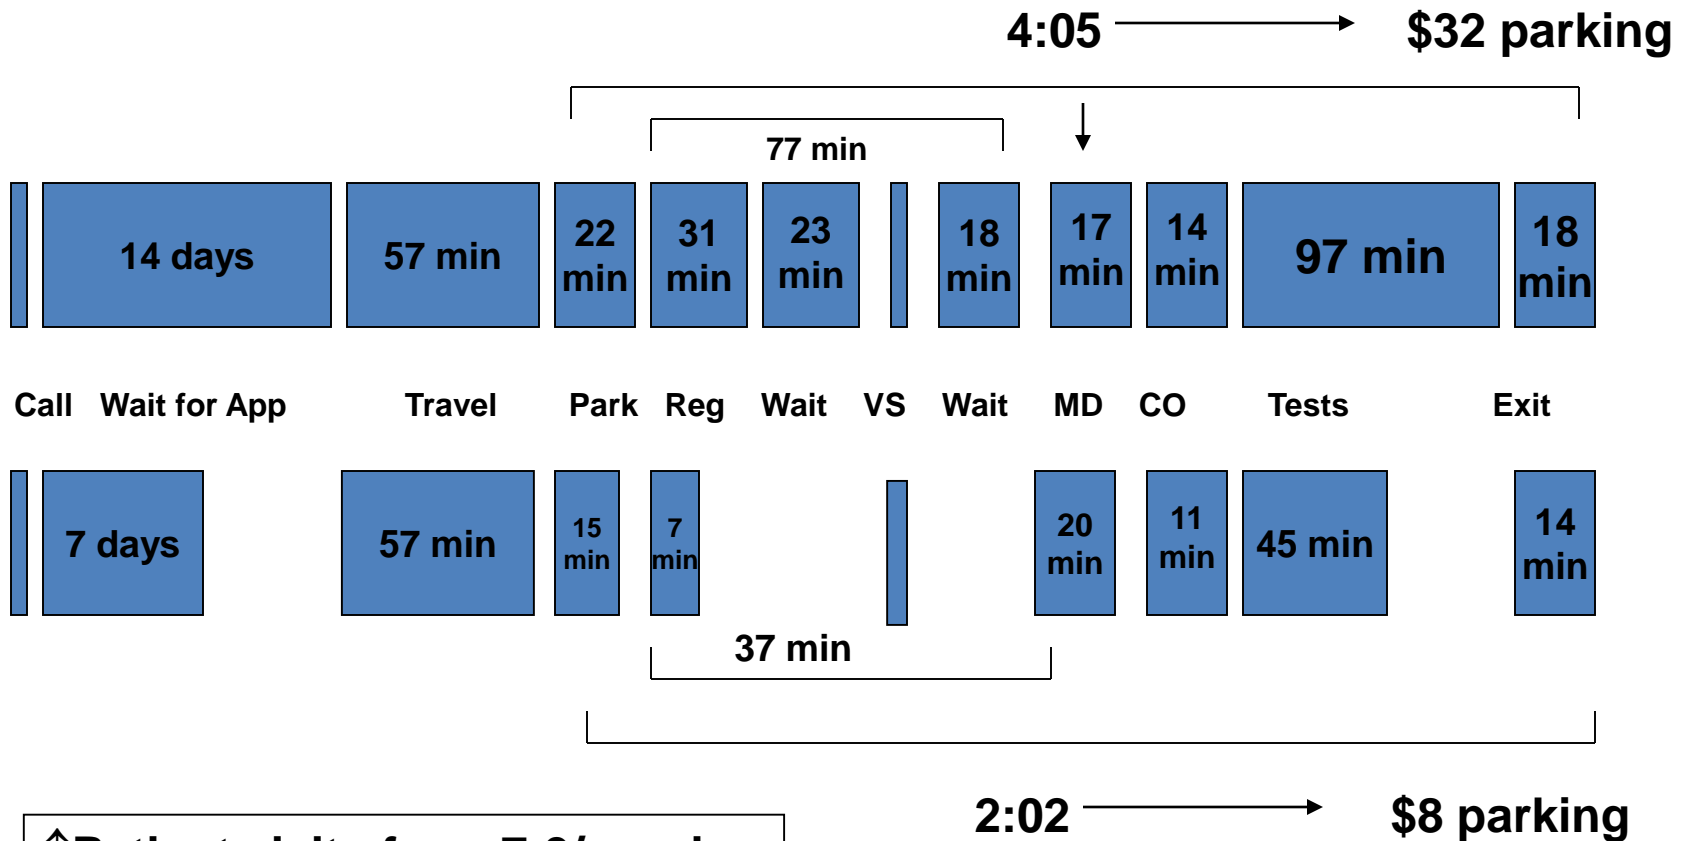 4:05 $32 parking
77 min
14 days
57 min
22
min
31
min
23
min
18
min
17
min
14
min
97 min
18
min
Call Wait for App Travel Park Reg Wait VS Wait MD CO Tests Exit
7 days
57 min
15
min
7
min
20
min
11
min
45 min
14
min
37 min
2:02 $8 parking